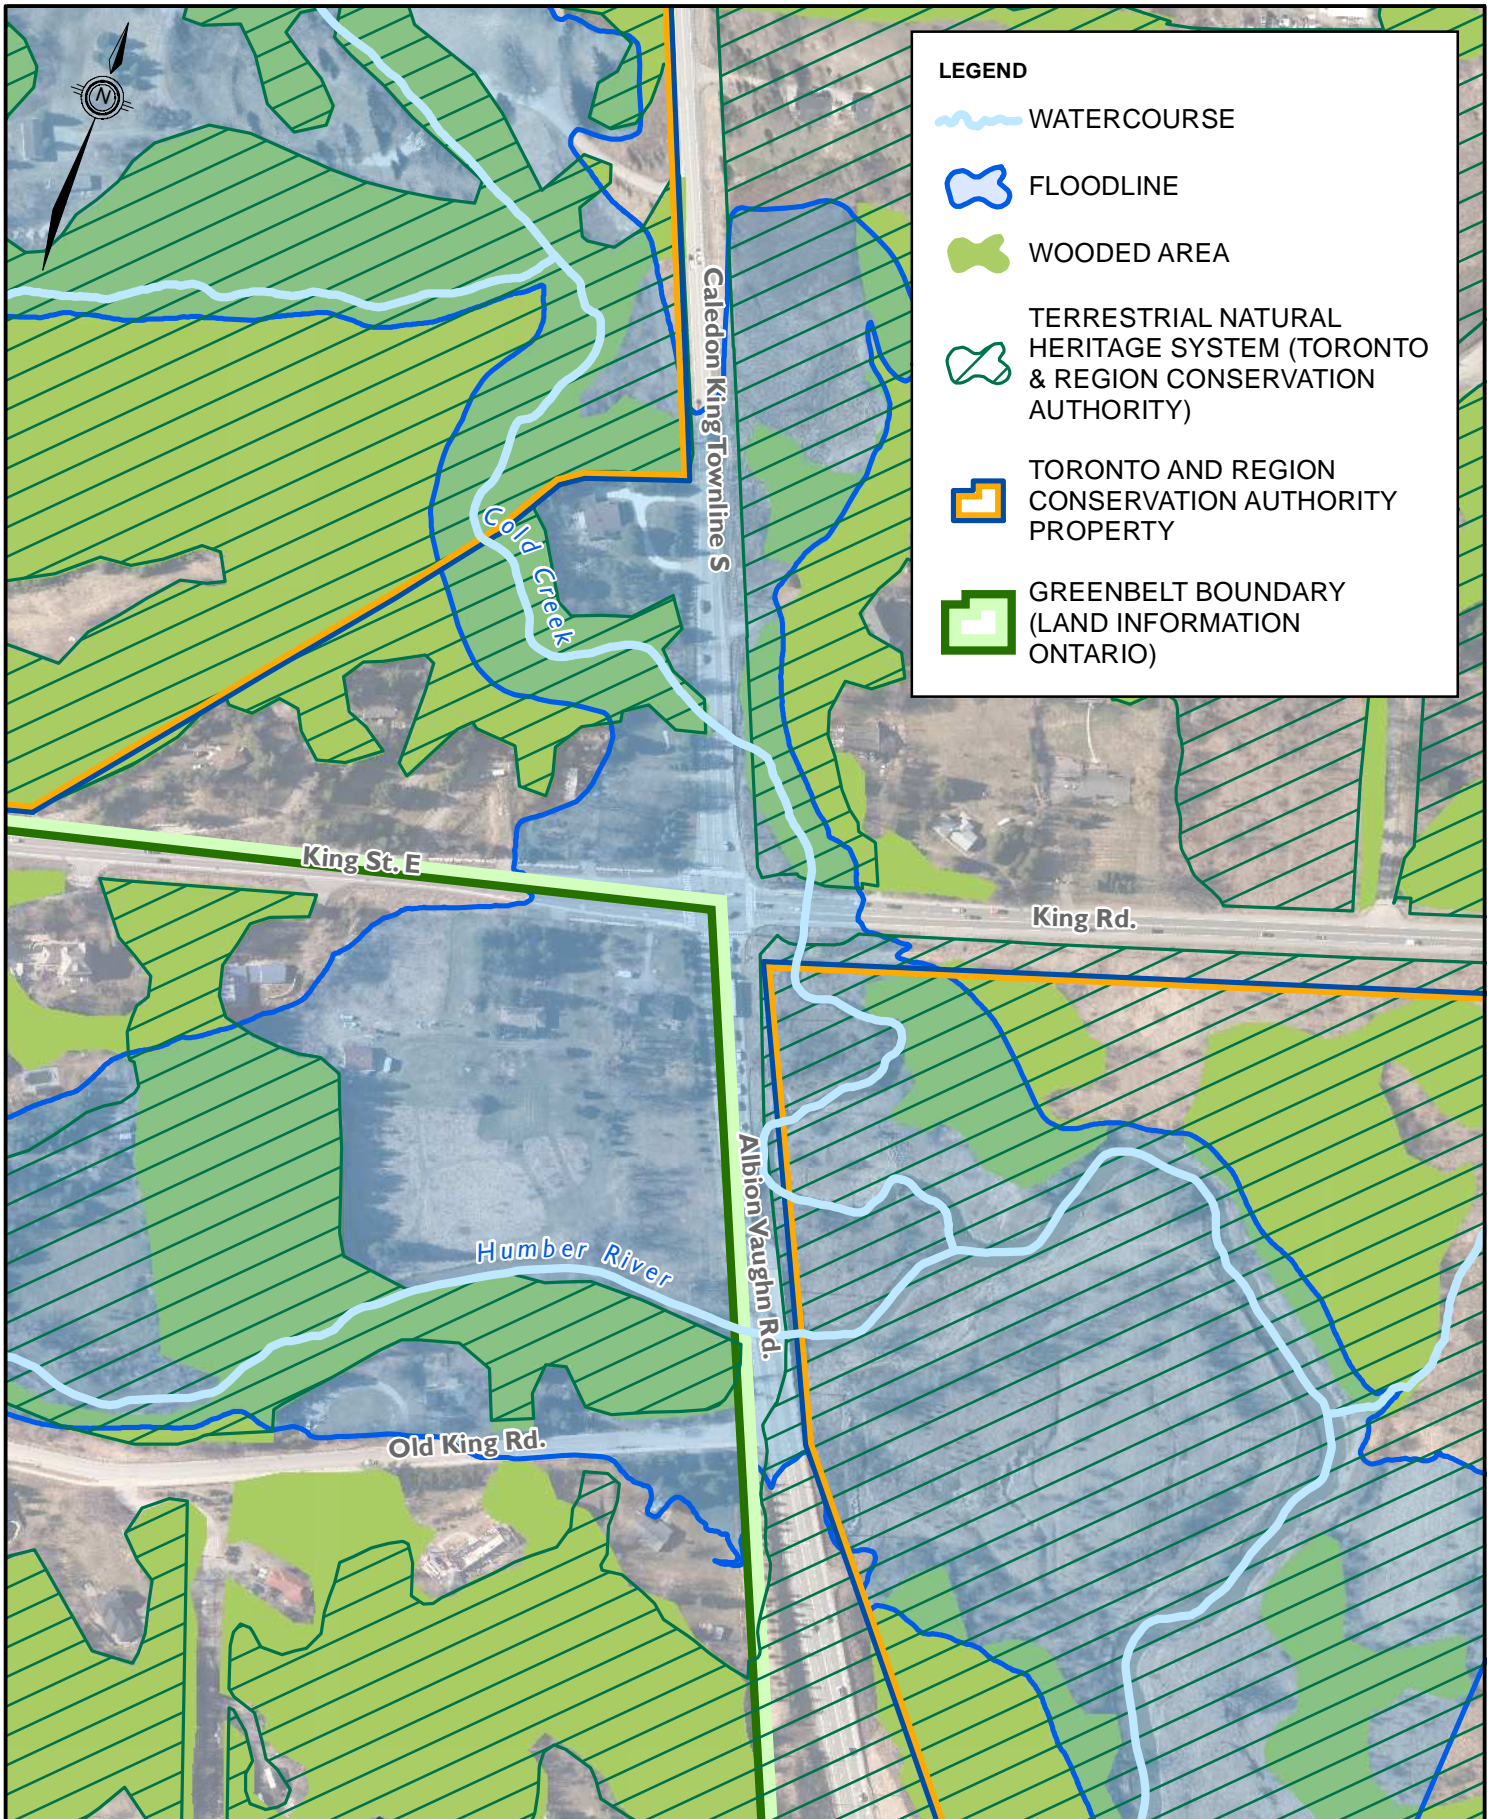 N
LEGEND
WATERCOURSE
FLOODLINE
WOODED AREA
TERRESTRIAL NATURAL
HERITAGE SYSTEM (TORONTO
& REGION CONSERVATION
AUTHORITY)
TORONTO AND REGION
CONSERVATION AUTHORITY
PROPERTY
GREENBELT BOUNDARY
(LAND INFORMATION
ONTARIO)
Caledon King Townline S
Cold Creek
King St. E
King Rd.
Albion Vaughn Rd.
Humber River
Old King Rd.